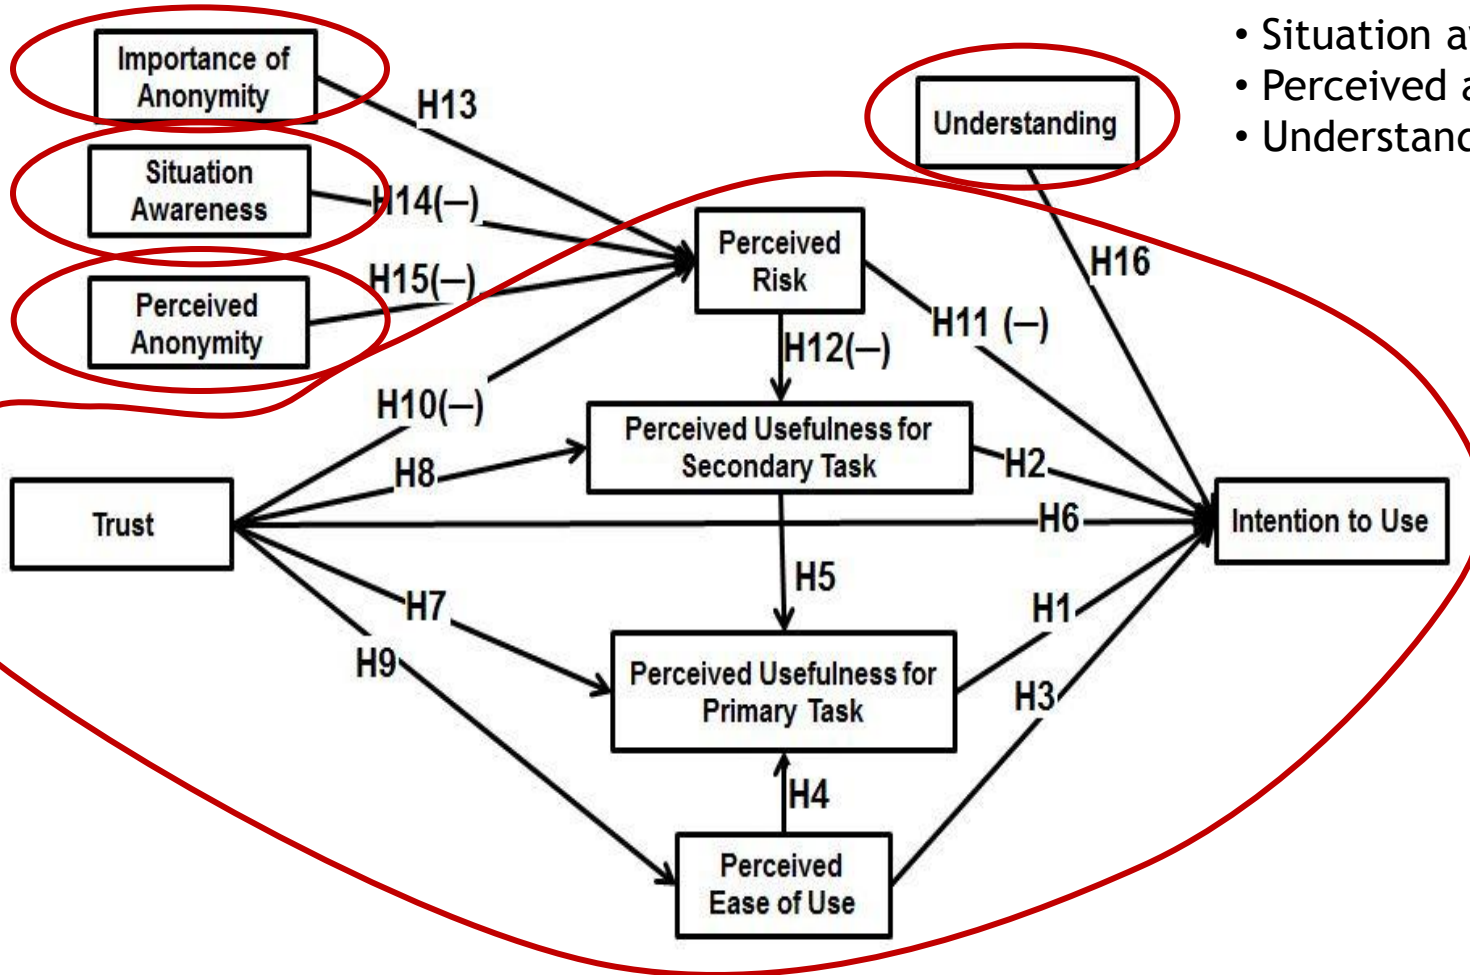 Importance of
Anonymity
H13
Situation
Awareness
H14(—)
Perceived
Anonymity
H15(—)
Understanding
• Situation
• Perceived
•
H16
Perceived
Risk
H11 (—)
H12(—)
H10(—)
Perceived Usefulness for
Secondary Task
H8
H2
Trust
H6
Intention to Use
H5
H7
H1
H9
Perceived Usefulness for
Primary Task
H3
H4
Perceived
Ease of Use